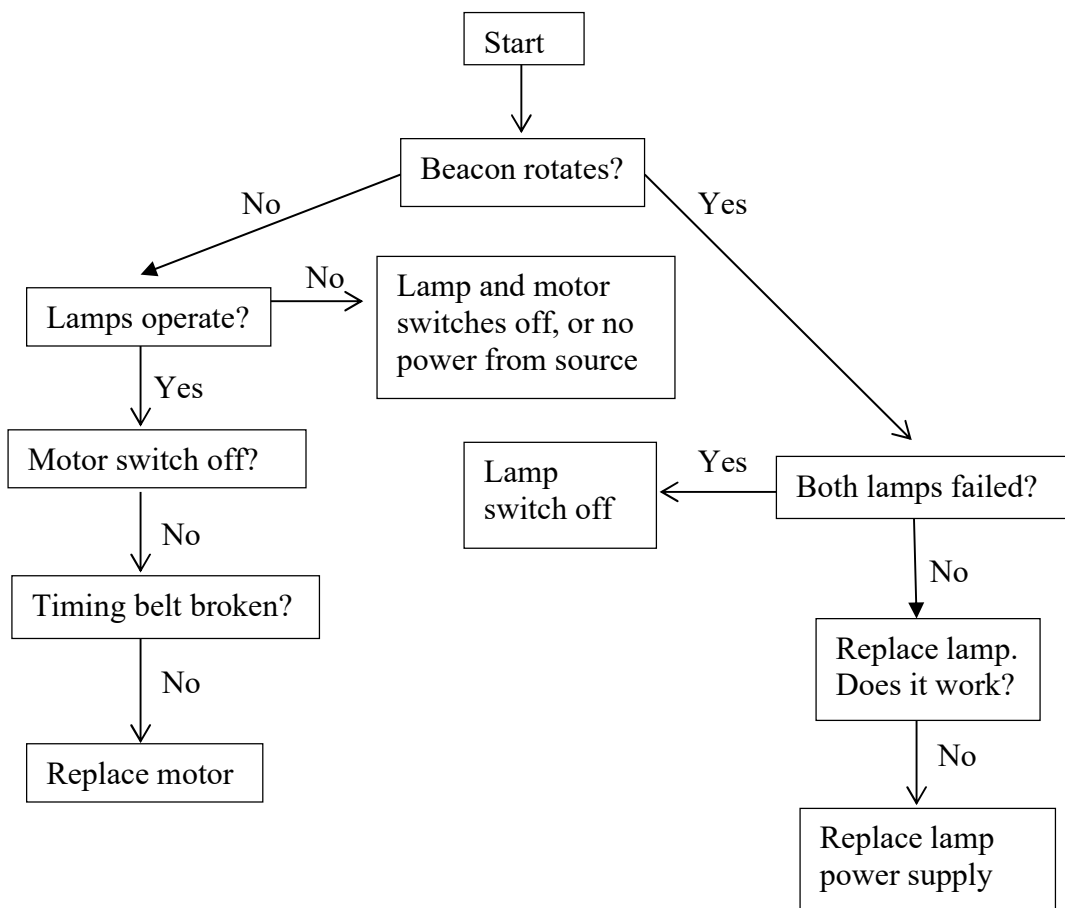 Start
Beacon rotates?
No
Yes
No
Lamps operate?
Lamp and motor
switches off, or no
power from source
Yes
Motor switch off?
Lamp
switch off
Yes
Both lamps failed?
No
No
Timing belt broken?
Replace lamp.
Does it work?
No
No
Replace motor
Replace lamp
power supply